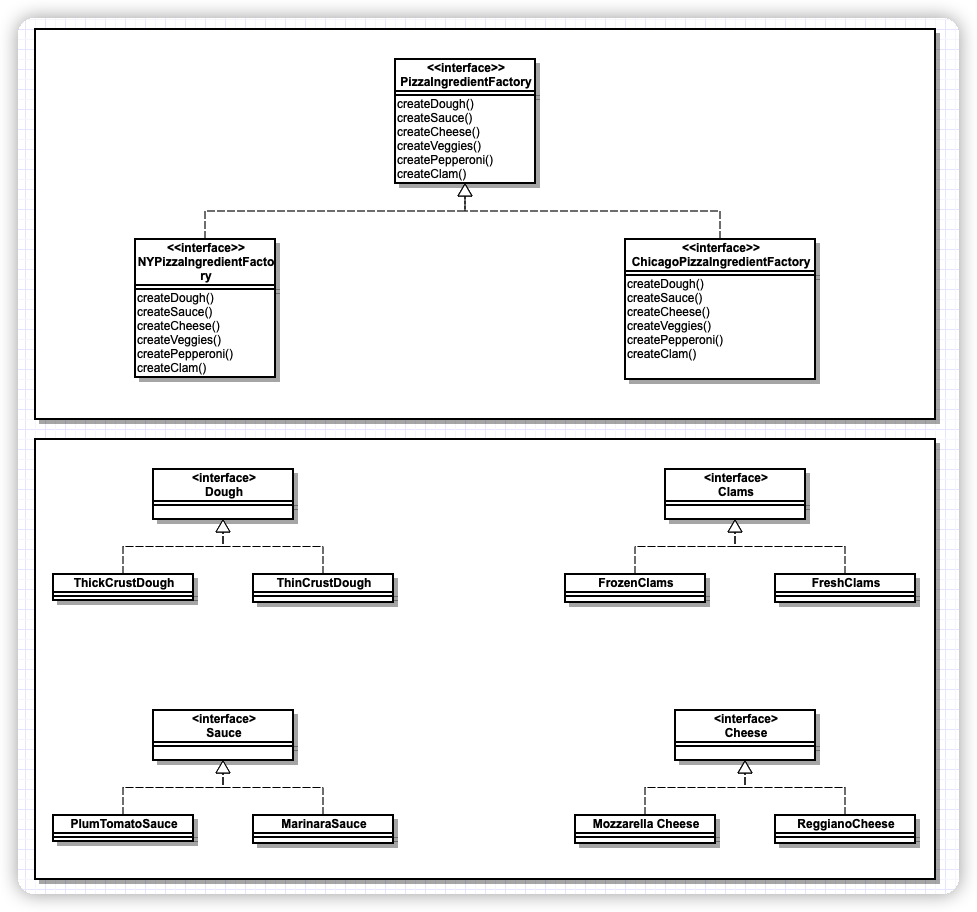 <<interface>>
PizzaIngredientFactory
createDough()
createSauce()
createCheese()
createVeggies()
createPepperoni()
createClam()
<<interface>>
NYPizzaIngredientFacto
ry
createDough()
createSauce()
createCheese()
createVeggies()
createPepperoni()
createClam()
<<interface>>
ChicagoPizzaIngredientFactory
createDough()
createSauce()
createCheese()
createVeggies()
createPepperoni()
createClam()
<interface>
Dough
ThickCrustDough
ThinCrustDough
<interface>
Clams
FrozenClams
FreshClams
<interface>
Sauce
PlumTomatoSauce
MarinaraSauce
<interface>
Cheese
Mozzarella Cheese
ReggianoCheese